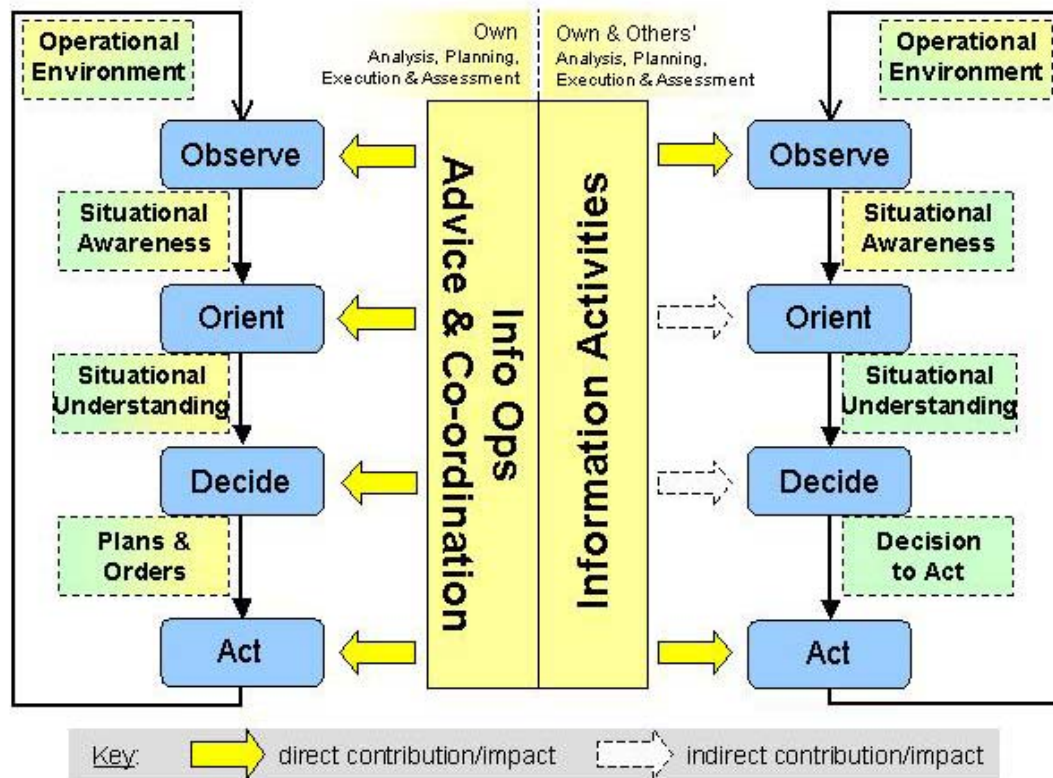 Own
Analysis, Planning,
Execution & Assessment
Own & Others'
Analysis, Planning,
Execution & Assessment
Operational
Environment
Observe
Situational
Awareness
Orient
Situational
Understanding
Decide
Plans &
Orders
Act
Info Ops
Advice & Co-ordination
Information Activities
Operational
Environment
Observe
Situational
Awareness
Orient
Situational
Understanding
Decide
Decision
to Act
Act
Key:
direct contribution/impact
indirect contribution/impact